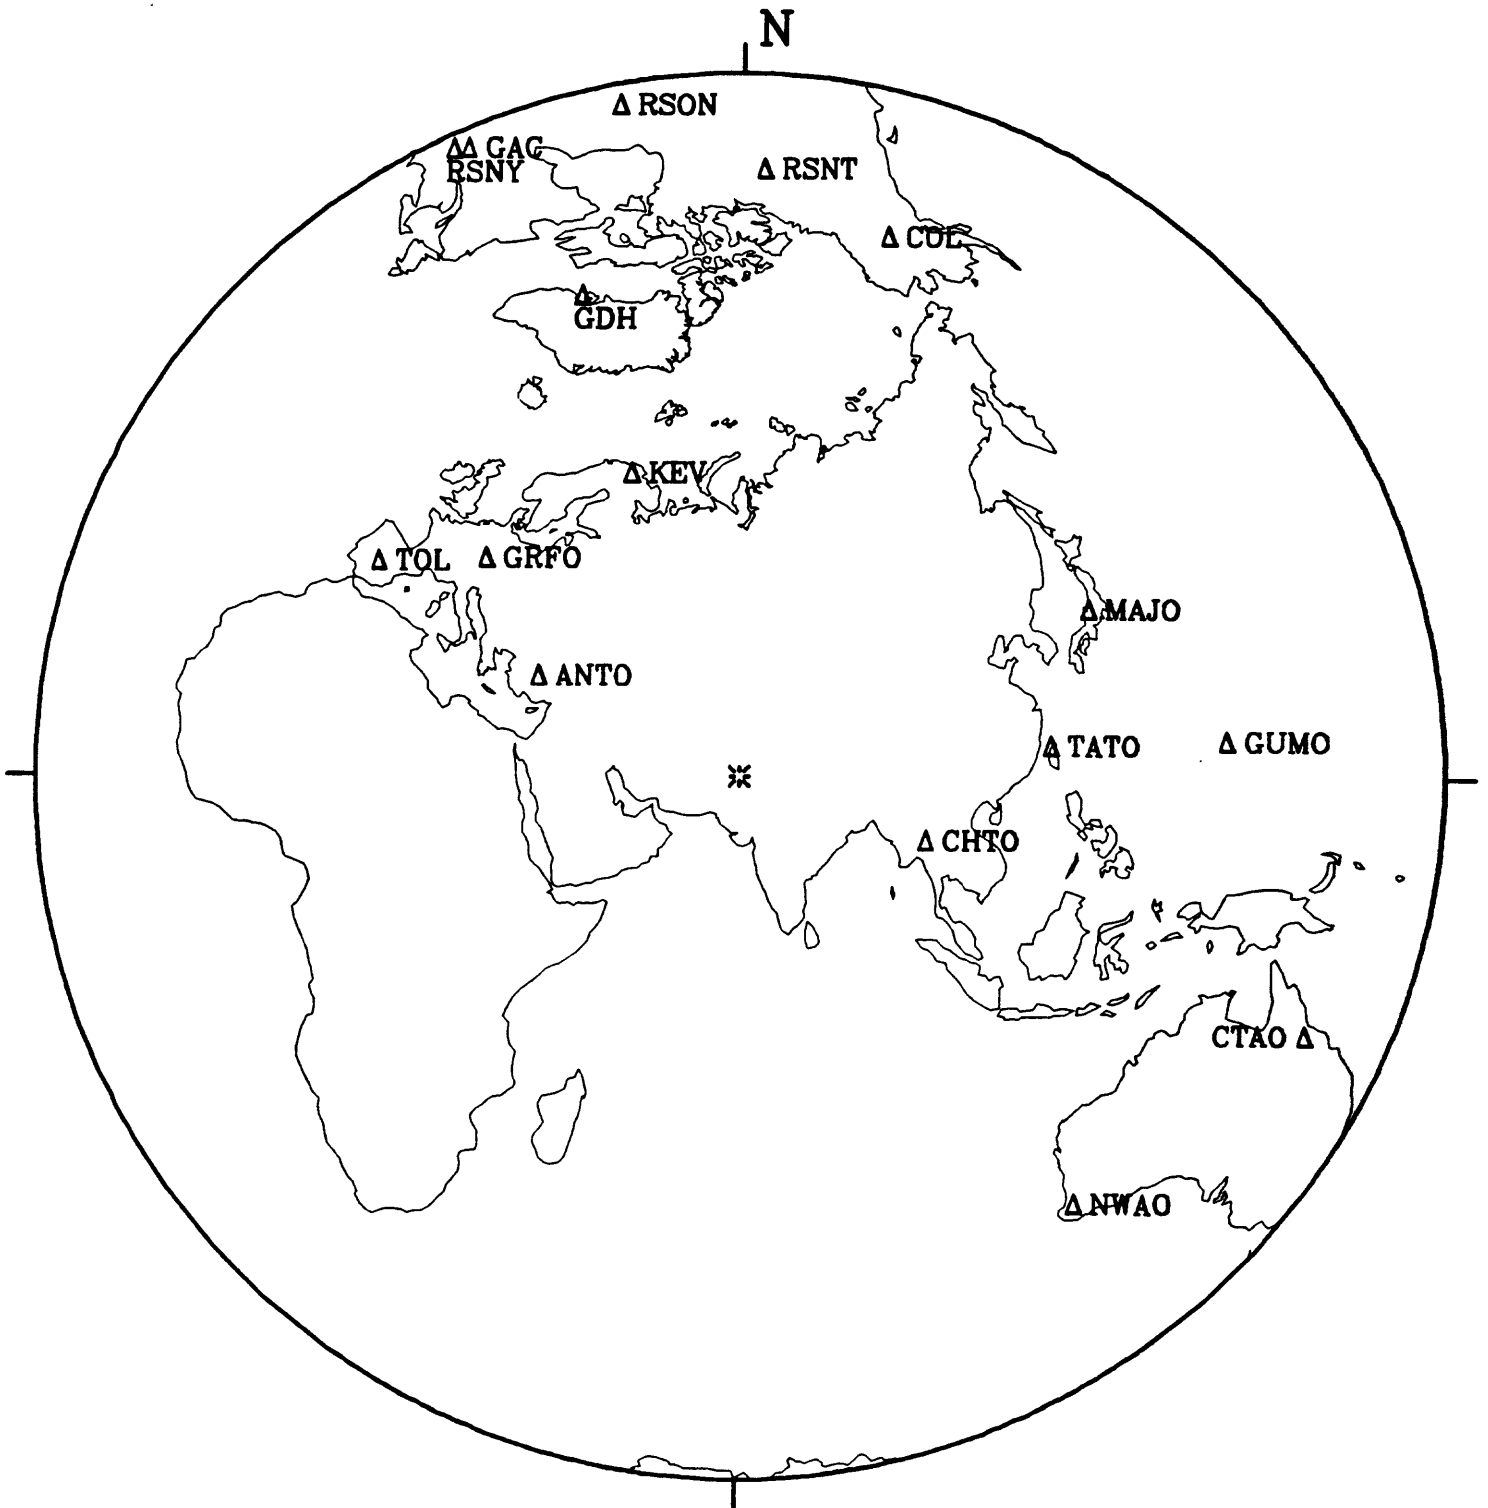 N
Δ RSON
ΔΔ GAC
RSNY
Δ RSNT
Δ COL
Δ
GDH
Δ KEV
Δ TOL
Δ GRFO
Δ MAJO
Δ ANTO
Δ TATO
Δ GUMO
Δ CHTO
CTAO Δ
Δ NWAO